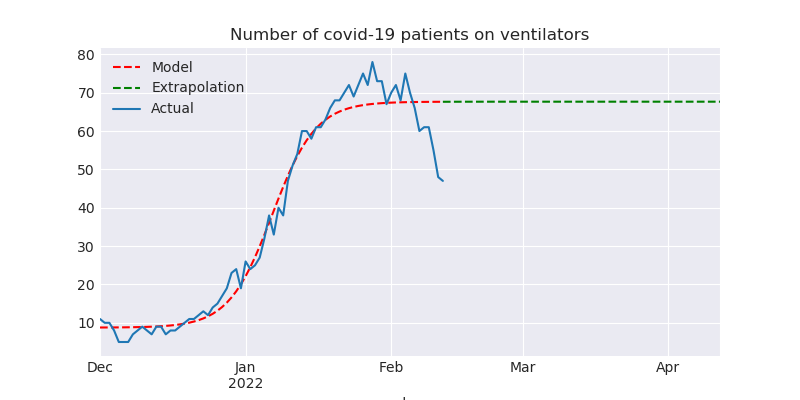 Number of covid-19 patients on ventilators
80
70
60
50
40
30
20
10
Model
Extrapolation
Actual
Dec
Jan
2022
Feb
Mar
Apr